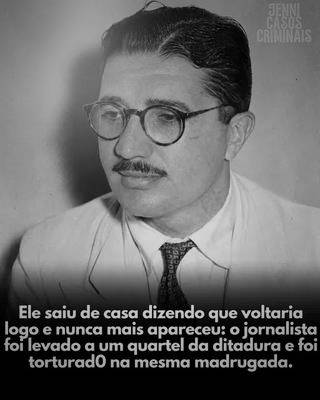 JENNI
CASOS
CRIMINAIS
Ele saiu de casa dizendo que voltaria
logo e nunca mais apareceu: o jornalista
foi levado a um quartel da ditadura e foi
torturad0 na mesma madrugada.